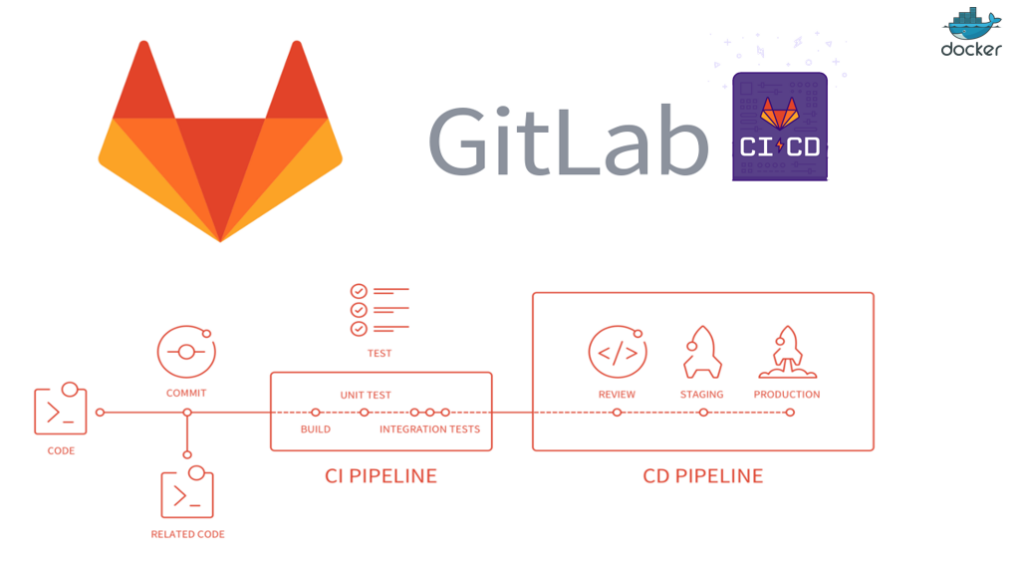 docker
GitLab
CI CD
TEST
COMMIT
UNIT TEST
REVIEW
STAGING
PRODUCTION
BUILD
INTEGRATION TESTS
CODE
CI PIPELINE
CD PIPELINE
RELATED CODE